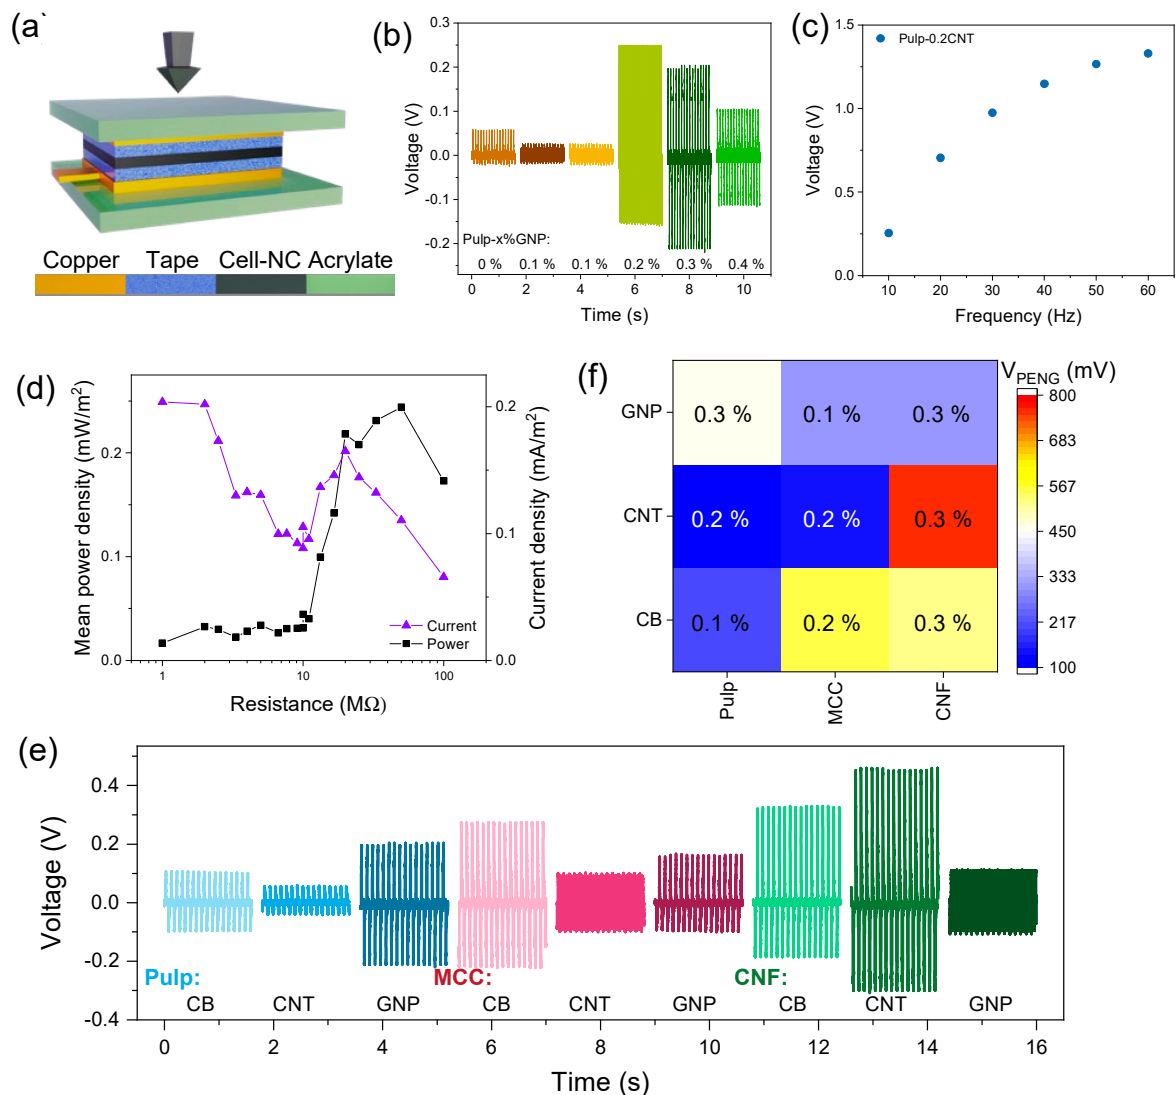 (a`
Copper Tape Cell-NC Acrylate
(b)
Voltage (V)
0.3
0.2
0.1
0.0
-0.1
-0.2
Pulp-x%GNP:
0 % 0.1 % 0.1 % 0.2 % 0.3 % 0.4 %
0 2 4 6 8 10
Time (s)
(c)
Voltage (V)
1.5
1.0
0.5
0.0
Pulp-0.2CNT
10 20 30 40 50 60
Frequency (Hz)
(d)
Mean power density (mW/m²)
0.2
0.1
0.0
Current density (mA/m²)
0.2
0.1
0.0
Current
Power
1 10 100
Resistance (MΩ)
(f)
GNP 0.3 % 0.1 % 0.3 %
CNT 0.2 % 0.2 % 0.3 %
CB 0.1 % 0.2 % 0.3 %
Pulp MCC CNF
V_PENG (mV)
800
683
567
450
333
217
100
(e)
Voltage (V)
0.4
0.2
0.0
-0.2
-0.4
Pulp: MCC: CNF:
CB CNT GNP CB CNT GNP CB CNT GNP
0 2 4 6 8 10 12 14 16
Time (s)